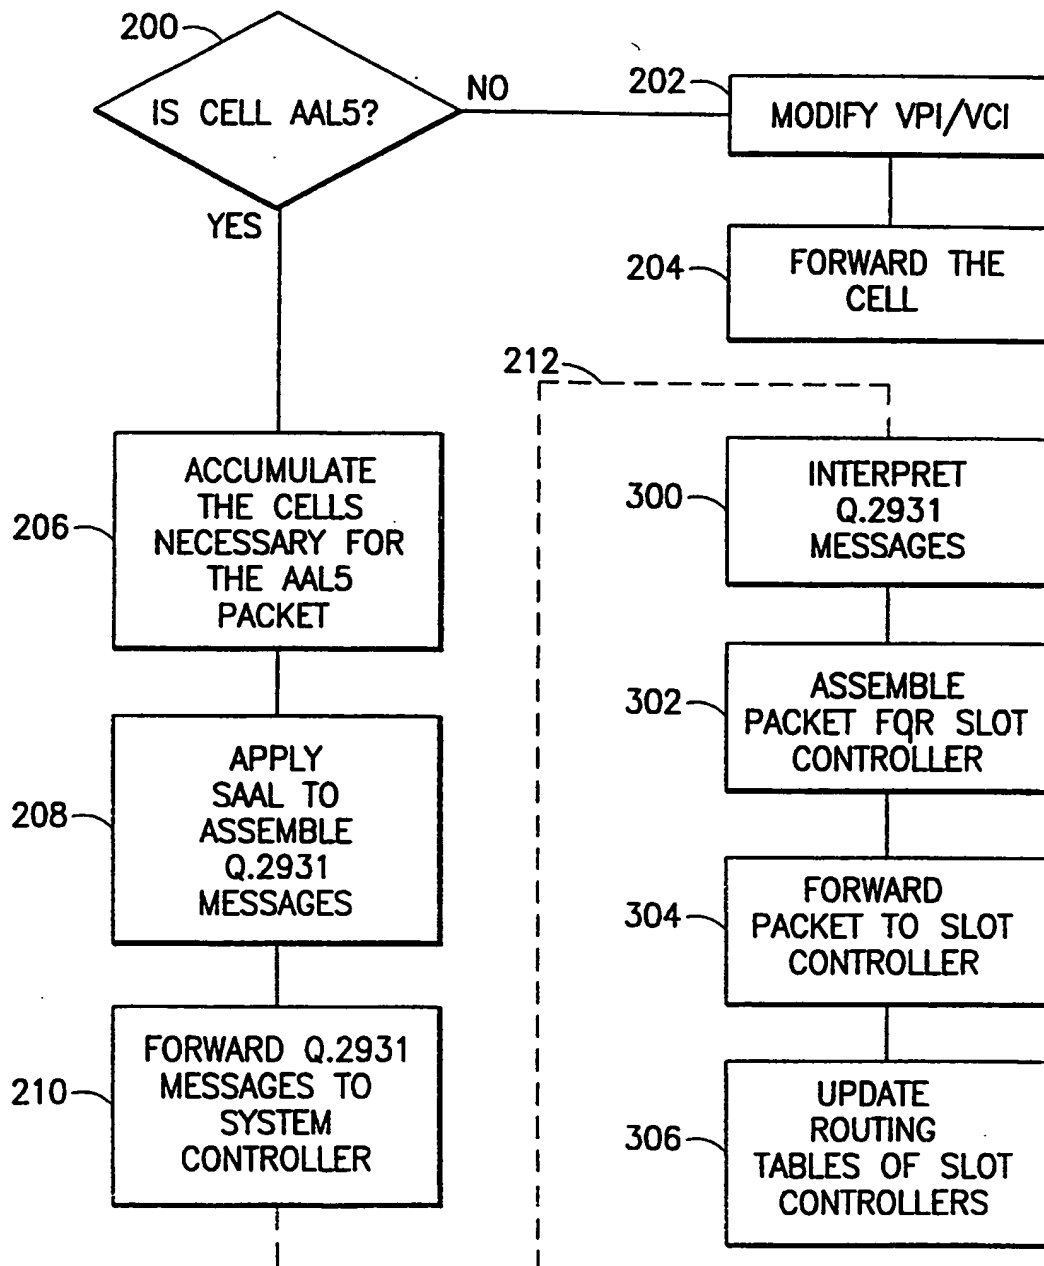 200
IS CELL AAL5?
NO
YES
202
MODIFY VPI/VCI
204
FORWARD THE
CELL
206
ACCUMULATE
THE CELLS
NECESSARY FOR
THE AAL5
PACKET
208
APPLY
SAAL TO
ASSEMBLE
Q.2931
MESSAGES
210
FORWARD Q.2931
MESSAGES TO
SYSTEM
CONTROLLER
212
300
INTERPRET
Q.2931
MESSAGES
302
ASSEMBLE
PACKET FOR SLOT
CONTROLLER
304
FORWARD
PACKET TO SLOT
CONTROLLER
306
UPDATE
ROUTING
TABLES OF SLOT
CONTROLLERS